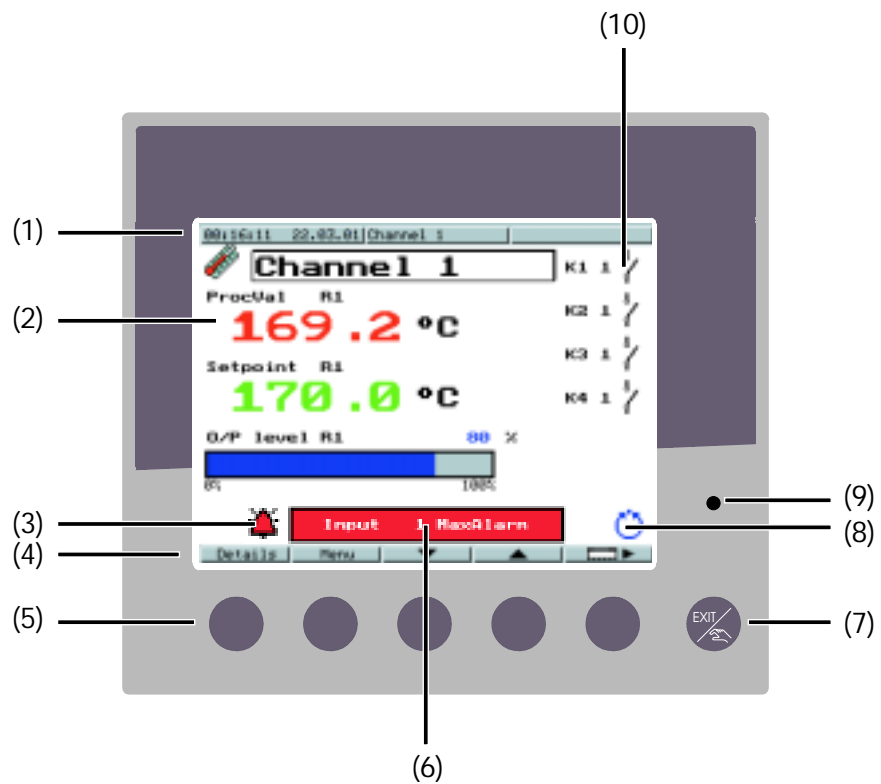 (10)
(1)
00:16:11 22.03.01 Channel 1
Channel 1
K1 1
ProcVal R1
(2)
169.2 °C
K2 1
Setpoint R1
K3 1
170.0 °C
K4 1
O/P level R1 80 %
0% 100%
(9)
(3)
Input 1 MaxAlarm
(8)
(4)
Details Menu
(5)
EXIT
(7)
(6)